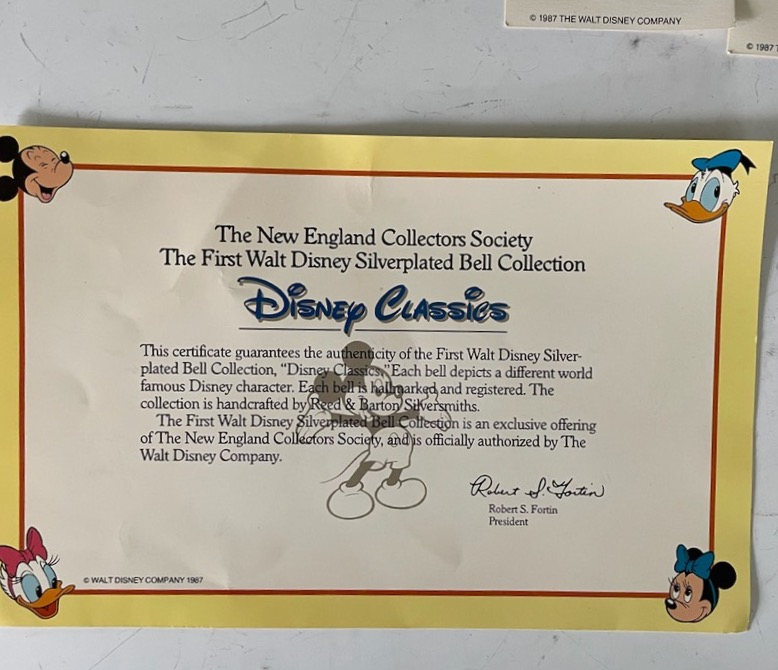 © 1987 THE WALT DISNEY COMPANY
© 1987
The New England Collectors Society
The First Walt Disney Silverplated Bell Collection
Disney Classics
This certificate guarantees the authenticity of the First Walt Disney Silver-
plated Bell Collection, “Disney Classics.” Each bell depicts a different world
famous Disney character. Each bell is hallmarked and registered. The
collection is handcrafted by Reed & Barton Silversmiths.
The First Walt Disney Silverplated Bell Collection is an exclusive offering
of The New England Collectors Society, and is officially authorized by The
Walt Disney Company.
Robert S. Fortin
Robert S. Fortin
President
© WALT DISNEY COMPANY 1987